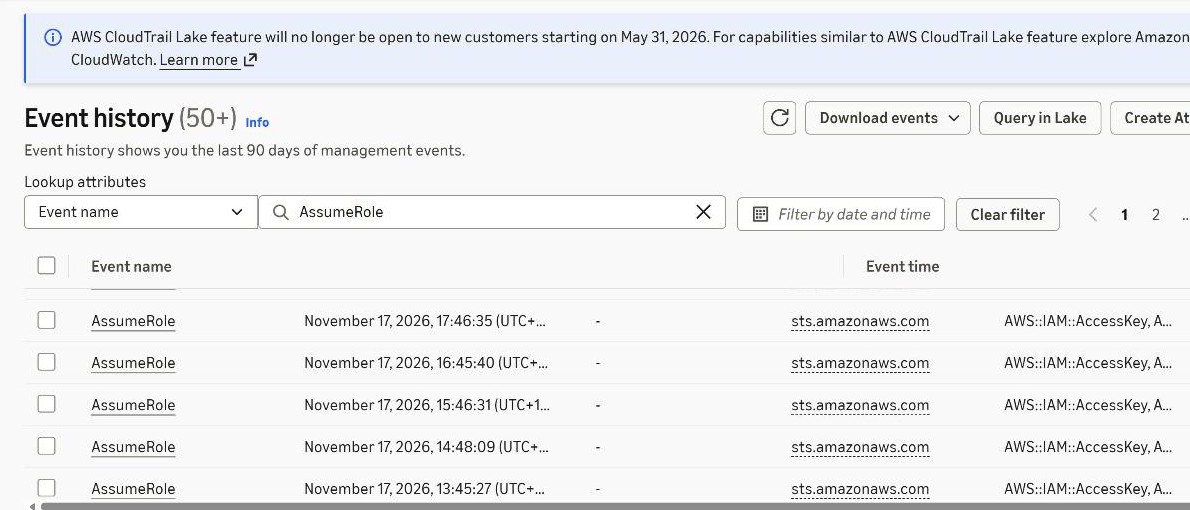 AWS CloudTrail Lake feature will no longer be open to new customers starting on May 31, 2026. For capabilities similar to AWS CloudTrail Lake feature explore Amazon
CloudWatch. Learn more
Event history (50+) Info
Download events
Query in Lake
Create At
Event history shows you the last 90 days of management events.
Lookup attributes
Event name
AssumeRole
Filter by date and time
Clear filter
1 2 ..
Event name Event time
AssumeRole November 17, 2026, 17:46:35 (UTC+... - sts.amazonaws.com AWS::IAM::AccessKey, A...
AssumeRole November 17, 2026, 16:45:40 (UTC+... - sts.amazonaws.com AWS::IAM::AccessKey, A...
AssumeRole November 17, 2026, 15:46:31 (UTC+1... - sts.amazonaws.com AWS::IAM::AccessKey, A...
AssumeRole November 17, 2026, 14:48:09 (UTC+... - sts.amazonaws.com AWS::IAM::AccessKey, A...
AssumeRole November 17, 2026, 13:45:27 (UTC+... - sts.amazonaws.com AWS::IAM::AccessKey, A...